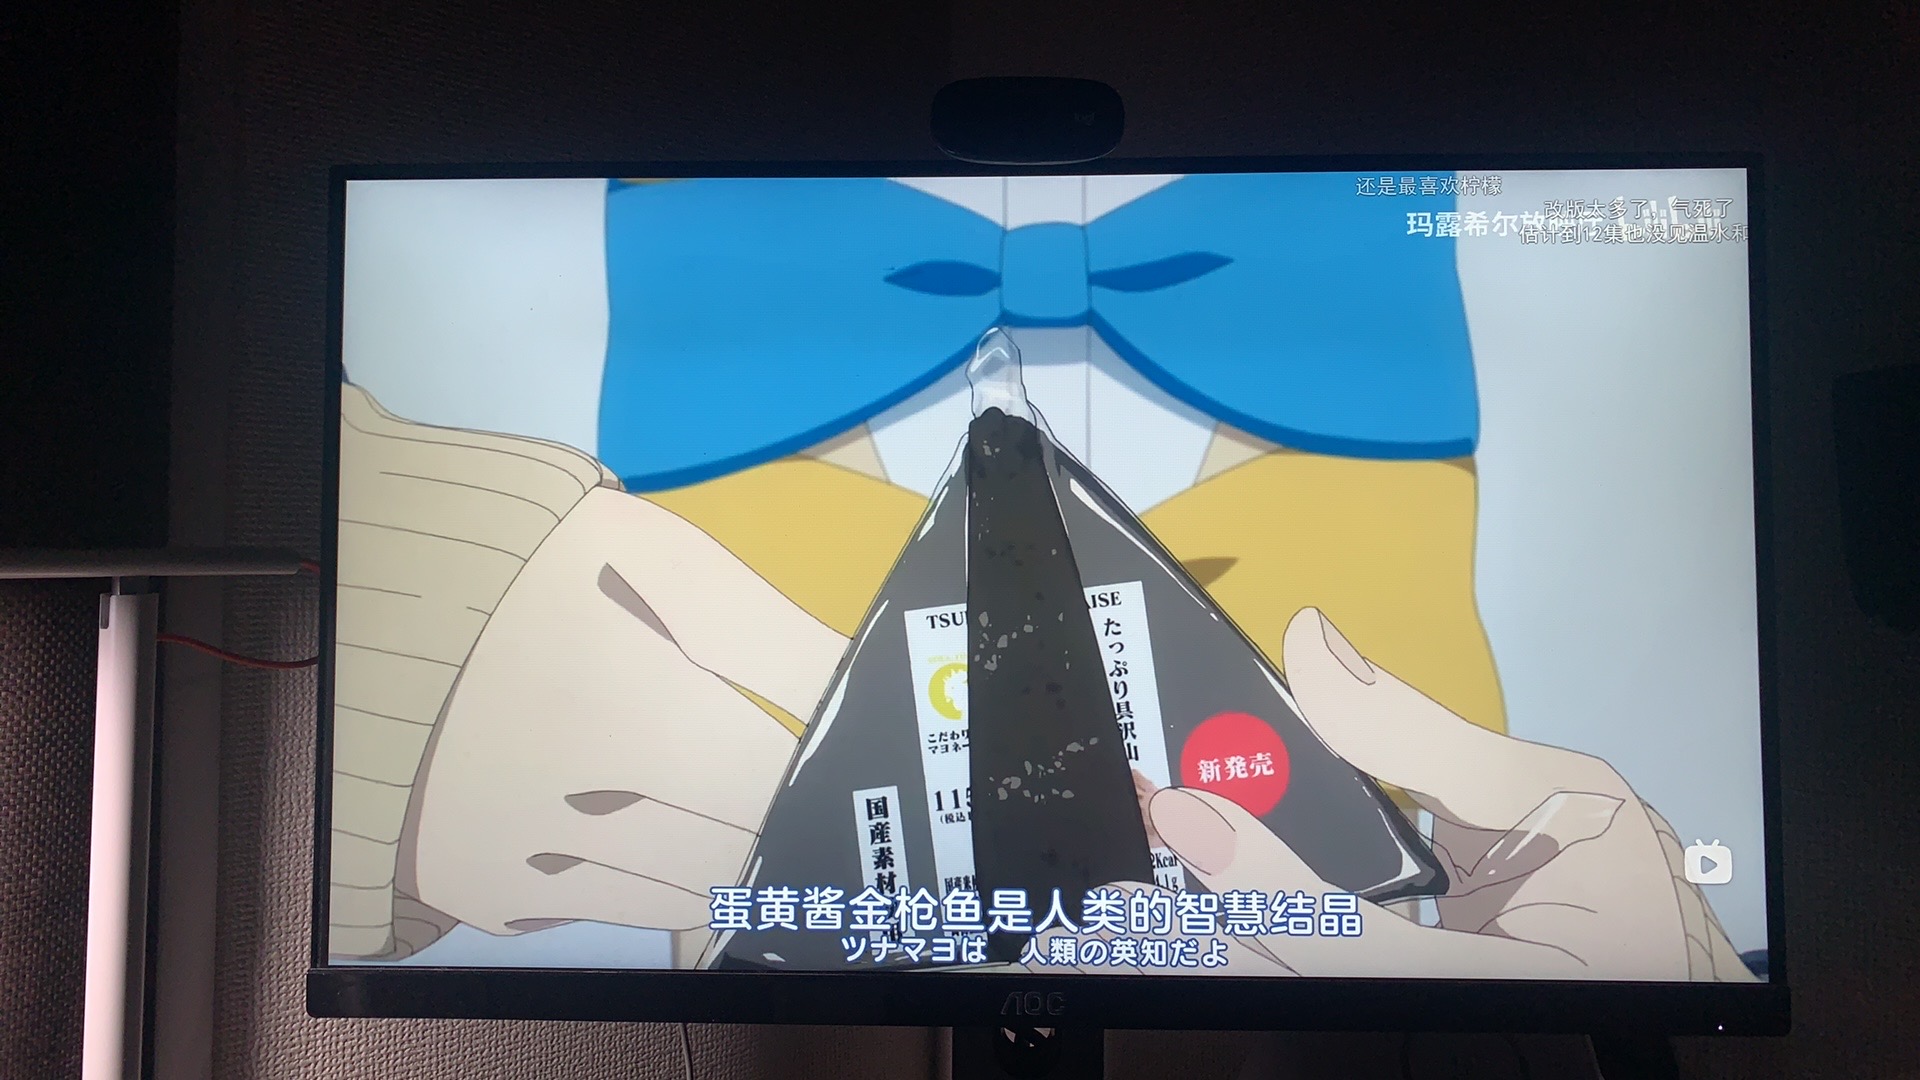 还是最喜欢柠檬
改版太多了，气死了
玛露希尔
估计到12集也没见温水和
TSU
AISE
たっぷり具沢山
こだわり
マヨネー
新発売
115
(税込
国産素材
Kcal
蛋黄酱金枪鱼是人类的智慧结晶
ツナマヨは 人類の英知だよ
AOC